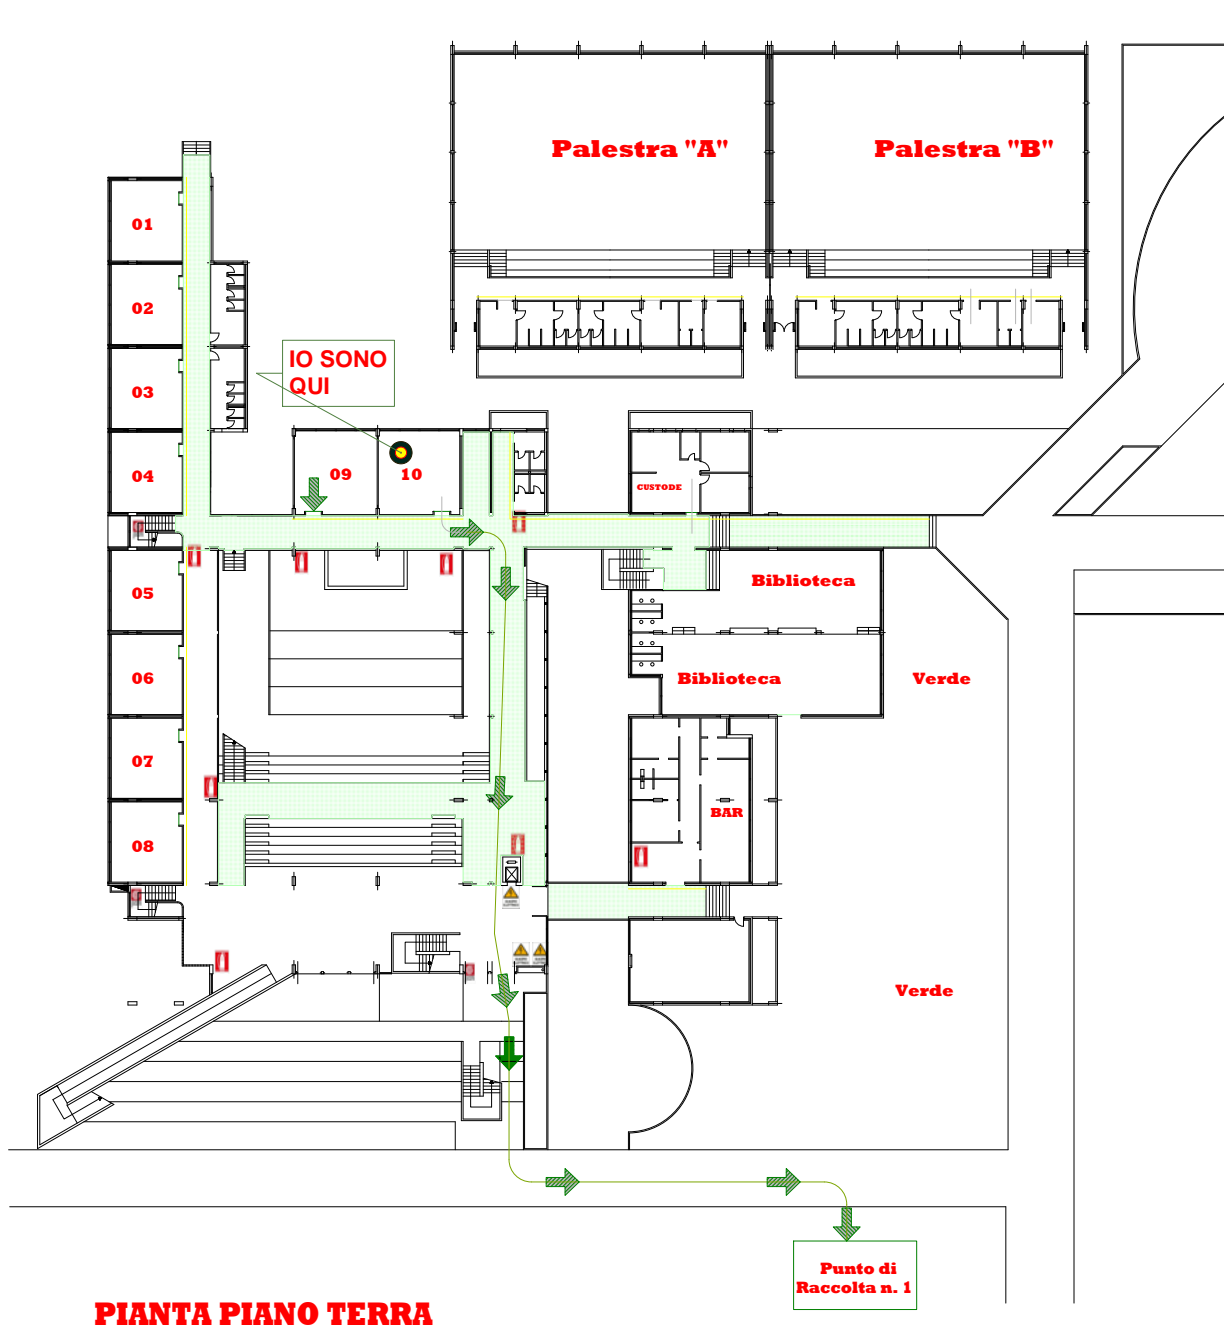 Palestra "A"
Palestra "B"
01
02
03
04
IO SONO
QUI
09
10
CUSTODE
05
06
07
08
Biblioteca
Biblioteca
Verde
BAR
Verde
Punto di
Raccolta n. 1
PIANTA PIANO TERRA